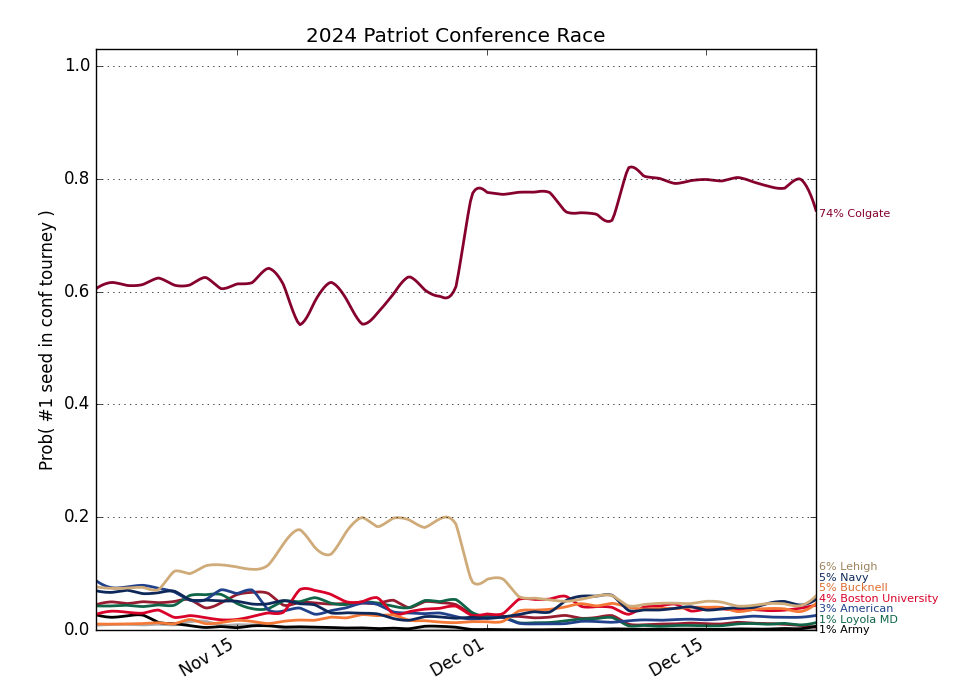 2024 Patriot Conference Race
Prob( #1 seed in conf tourney )
1.0
0.8
0.6
0.4
0.2
0.0
Nov 15
Dec 01
Dec 15
74% Colgate
6% Lehigh
5% Navy
5% Bucknell
4% Boston University
3% American
1% Loyola MD
1% Army